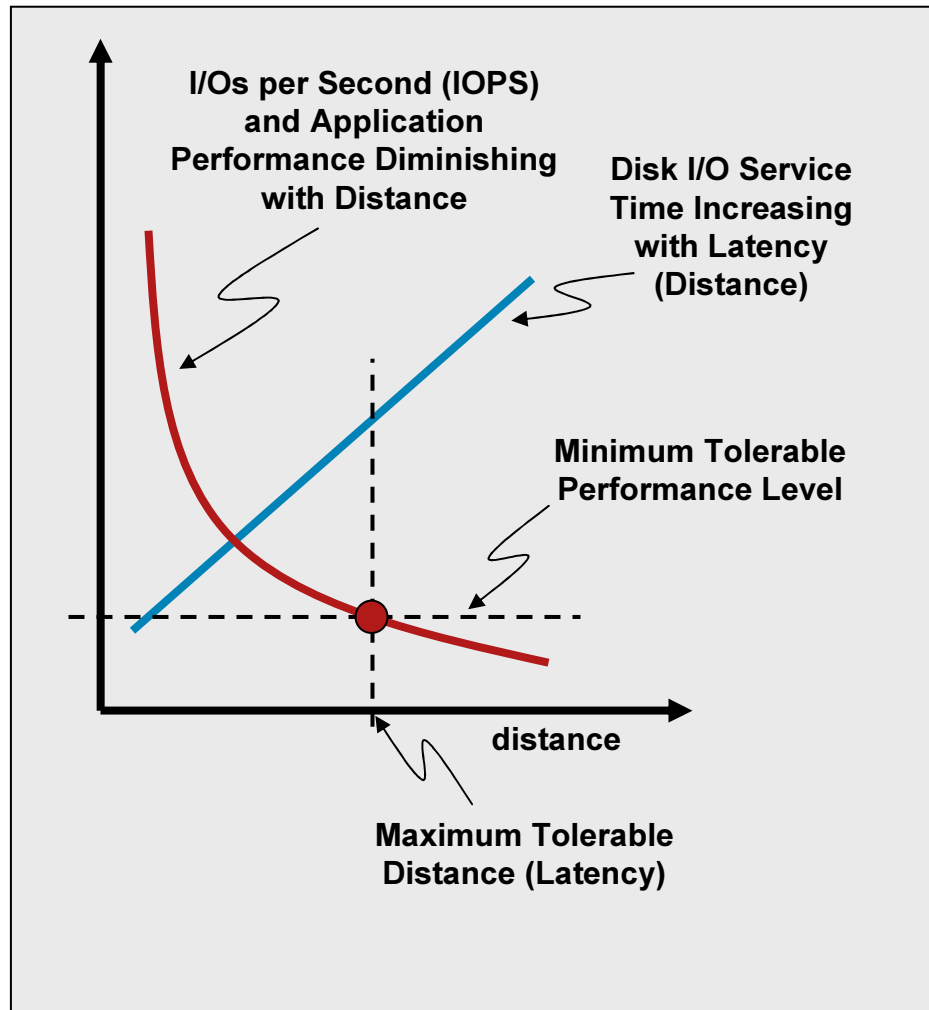 I/Os per Second (IOPS)
and Application
Performance Diminishing
with Distance
Disk I/O Service
Time Increasing
with Latency
(Distance)
Minimum Tolerable
Performance Level
distance
Maximum Tolerable
Distance (Latency)